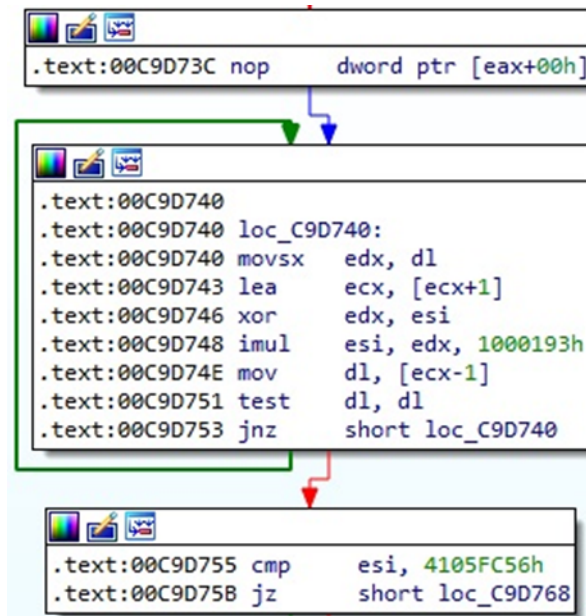 .text:00C9D73C nop     dword ptr [eax+00h]
.text:00C9D740
.text:00C9D740 loc_C9D740:
.text:00C9D740 movsx   edx, dl
.text:00C9D743 lea     ecx, [ecx+1]
.text:00C9D746 xor     edx, esi
.text:00C9D748 imul    esi, edx, 1000193h
.text:00C9D74E mov     dl, [ecx-1]
.text:00C9D751 test    dl, dl
.text:00C9D753 jnz     short loc_C9D740
.text:00C9D755 cmp     esi, 4105FC56h
.text:00C9D75B jz      short loc_C9D768